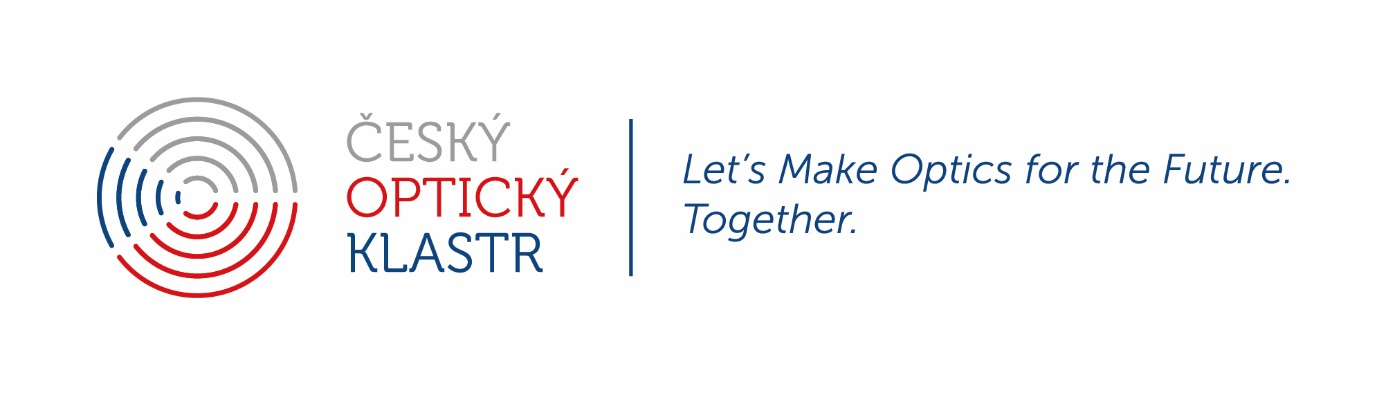 ČESKÝ
OPTICKÝ
KLASTR
Let's Make Optics for the Future.
Together.